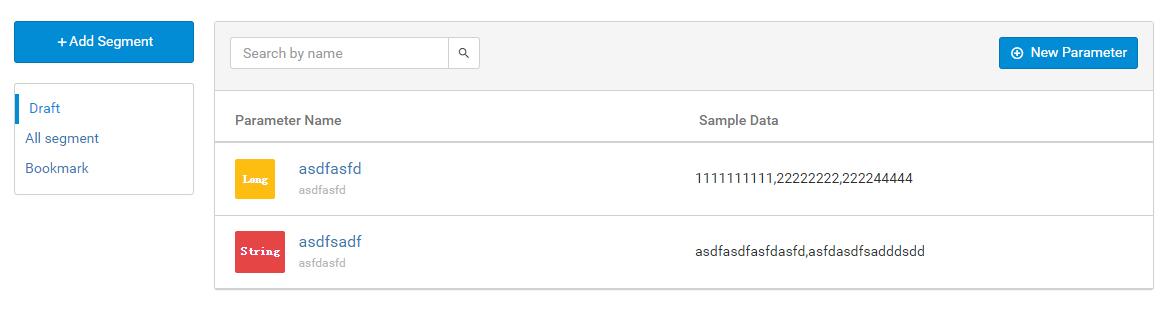 + Add Segment
Draft
All segment
Bookmark
Search by name
New Parameter
Parameter Name Sample Data
Long asdfasfd 1111111111,22222222,222244444
asdfasfd
String asdfsadf asdfasdfasfdasfd,asfdasdfsadddsdd
asfdasfd